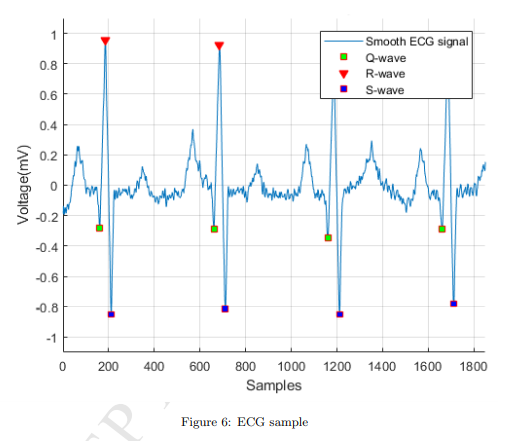 1
0.8
0.6
0.4
0.2
0
-0.2
-0.4
-0.6
-0.8
-1
Voltage(mV)
Smooth ECG signal
Q-wave
R-wave
S-wave
0 200 400 600 800 1000 1200 1400 1600 1800
Samples
Figure 6: ECG sample